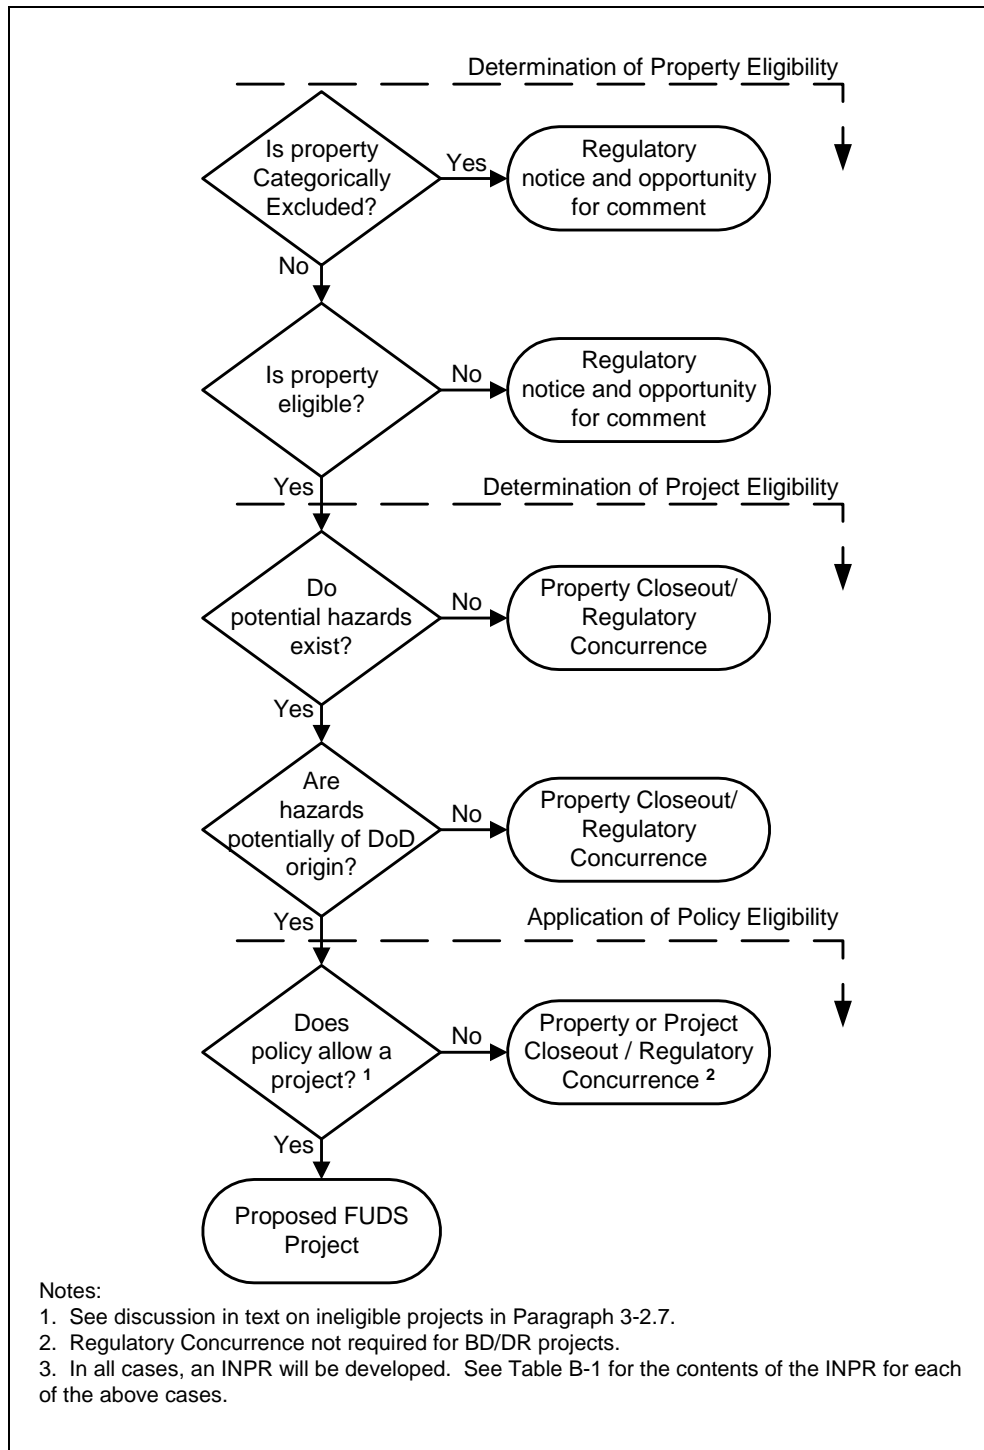 Determination of Property Eligibility
Is property
Categorically
Excluded?
Yes
Regulatory
notice and opportunity
for comment
No
Is property
eligible?
No
Regulatory
notice and opportunity
for comment
Yes
Determination of Project Eligibility
Do
potential hazards
exist?
No
Property Closeout/
Regulatory
Concurrence
Yes
Are
hazards
potentially of DoD
origin?
No
Property Closeout/
Regulatory
Concurrence
Yes
Application of Policy Eligibility
Does
policy allow a
project? 1
No
Property or Project
Closeout / Regulatory
Concurrence 2
Yes
Proposed FUDS
Project
Notes:
1.  See discussion in text on ineligible projects in Paragraph 3-2.7.
2.  Regulatory Concurrence not required for BD/DR projects.
3.  In all cases, an INPR will be developed.  See Table B-1 for the contents of the INPR for each
of the above cases.